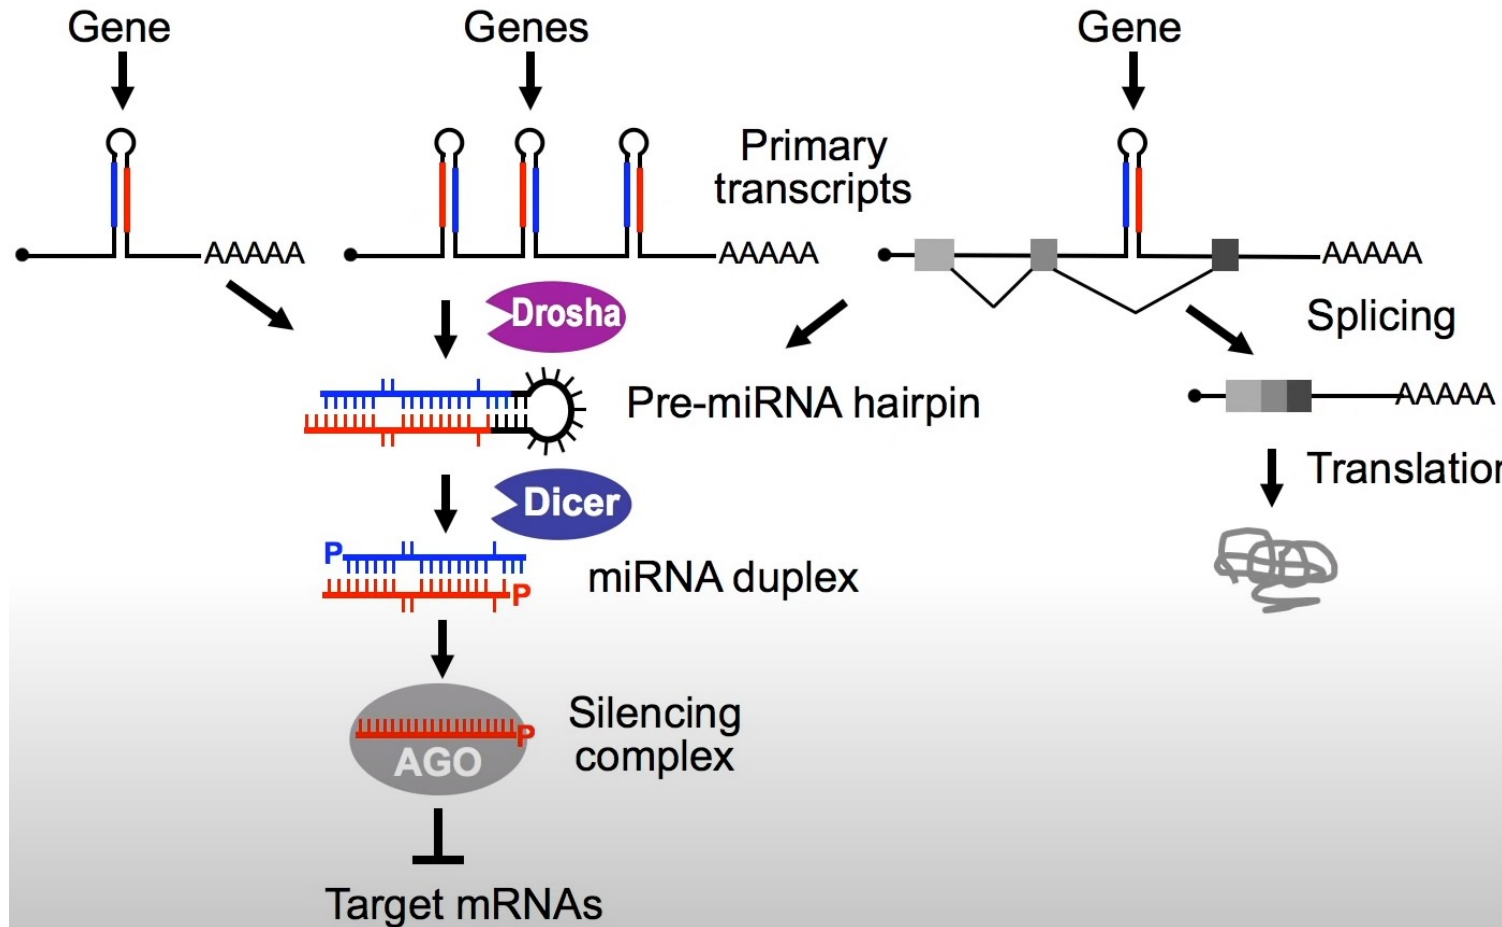 Gene
Genes
Gene
Primary
transcripts
AAAAA
AAAAA
AAAAA
Drosha
Splicing
Pre-miRNA hairpin
AAAAA
Dicer
Translation
P
miRNA duplex
P
Silencing
complex
P
AGO
Target mRNAs